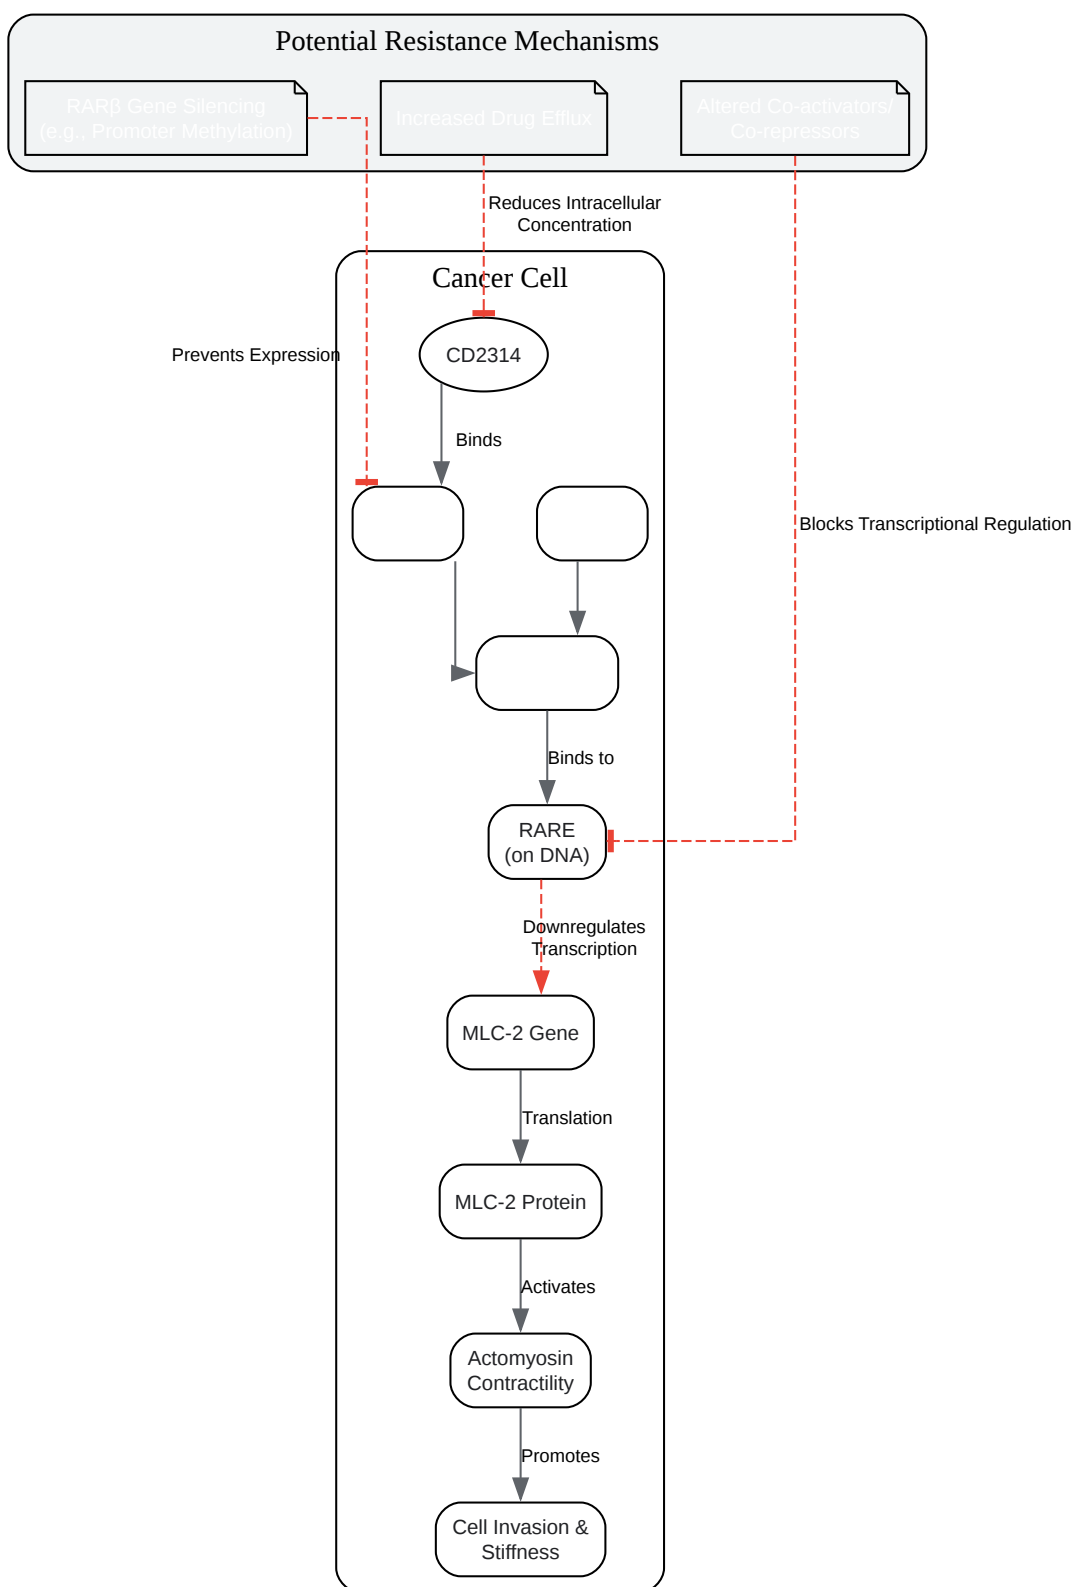 Potential Resistance Mechanisms
RARβ Gene Silencing
(e.g., Promoter Methylation)
Increased Drug Efflux
Altered Co-activators/
Co-repressors
Reduces Intracellular
Concentration
Cancer Cell
Prevents Expression
CD2314
Binds
Blocks Transcriptional Regulation
Binds to
RARE
(on DNA)
Downregulates
Transcription
MLC-2 Gene
Translation
MLC-2 Protein
Activates
Actomyosin
Contractility
Promotes
Cell Invasion &
Stiffness